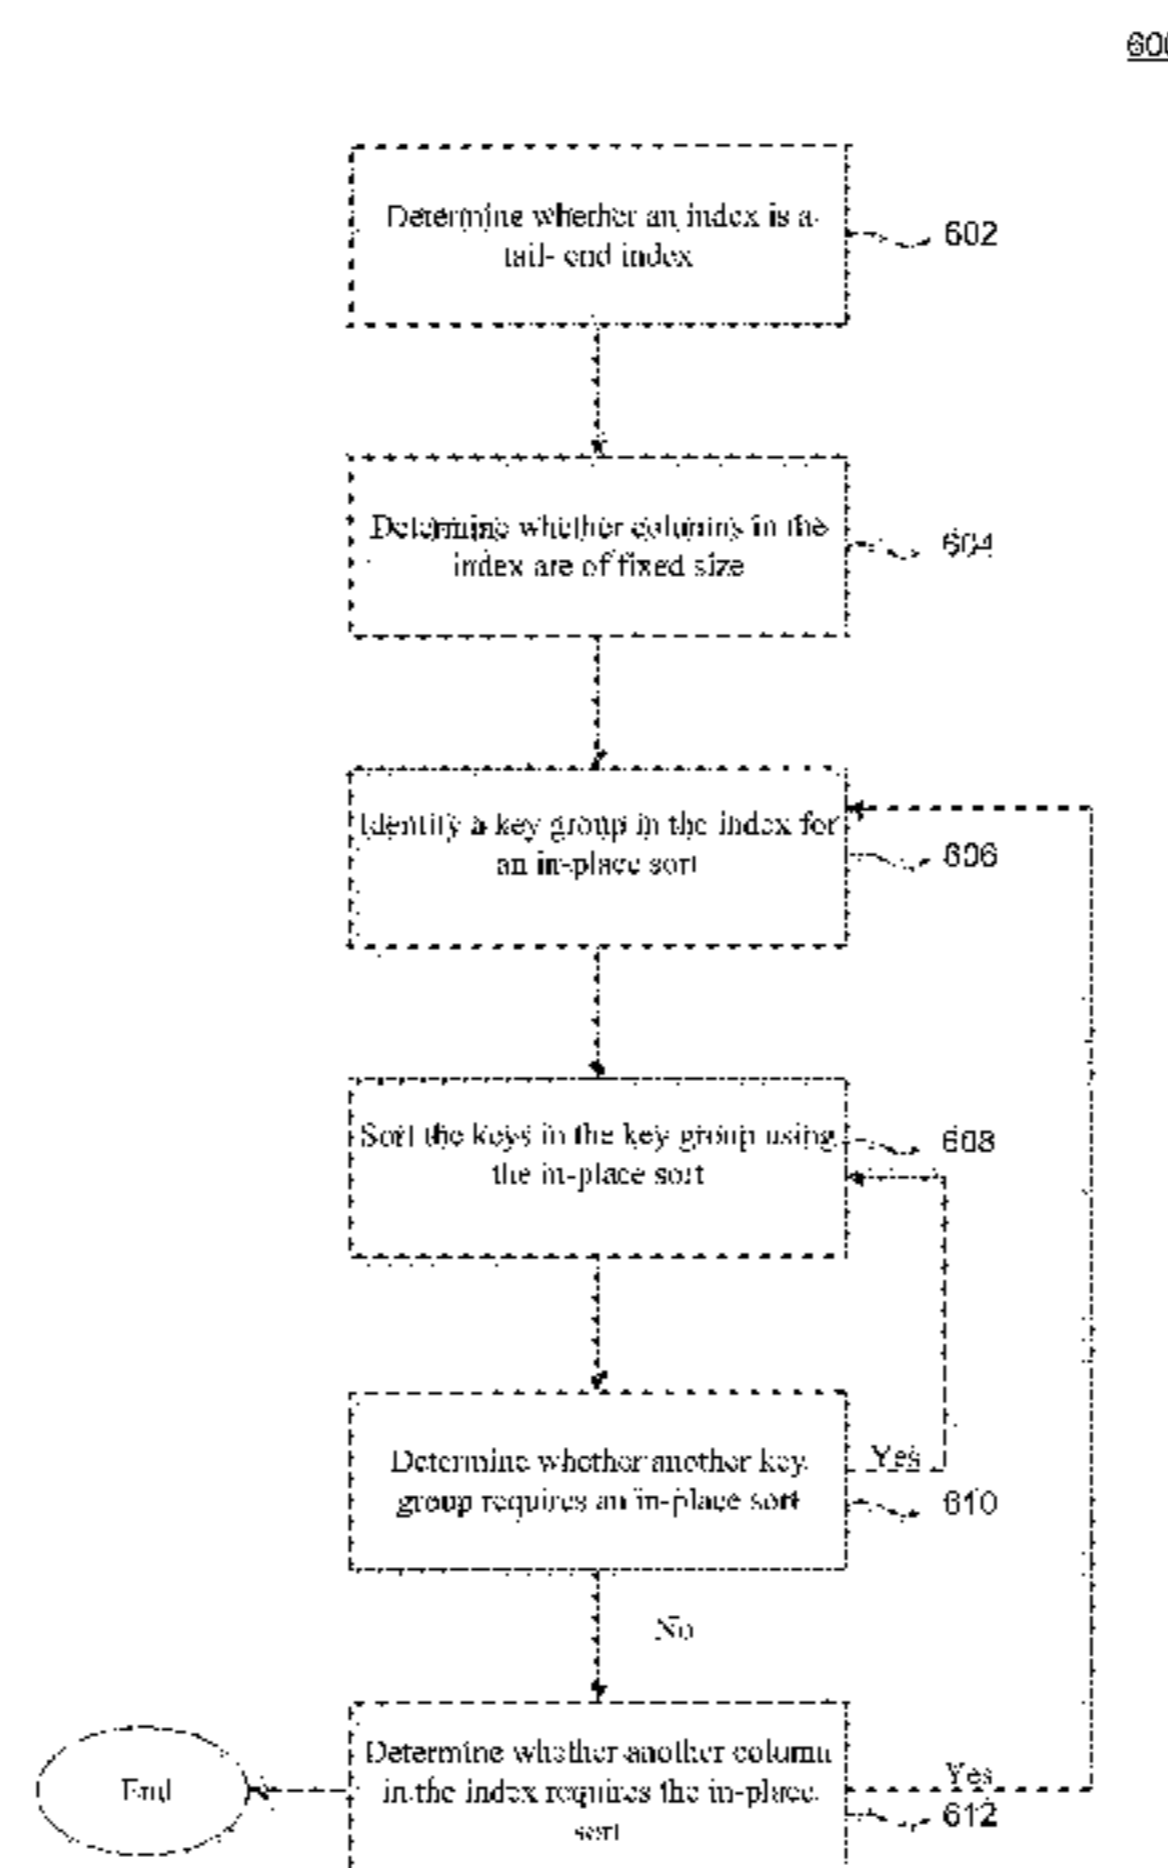 600
Determine whether an index is a
tail- end index
602
Determine whether columns in the
index are of fixed size
604
Identify a key group in the index for
an in-place sort
606
Sort the keys in the key group using
the in-place sort
608
Determine whether another key
group requires an in-place sort
Yes
610
No
Determine whether another column
in the index requires the in-place
sort
Yes
612
End